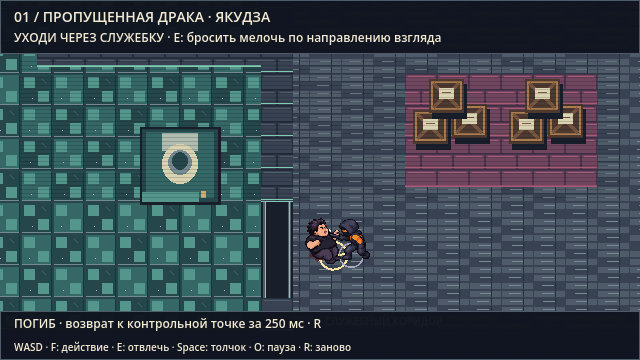 01 / ПРОПУЩЕННАЯ ДРАКА · ЯКУДЗА
УХОДИ ЧЕРЕЗ СЛУЖЕБКУ · E: бросить мелочь по направлению взгляда
ПОГИБ · возврат к контрольной точке за 250 мс · R
WASD · F: действие · E: отвлечь · Space: толчок · O: пауза · R: заново